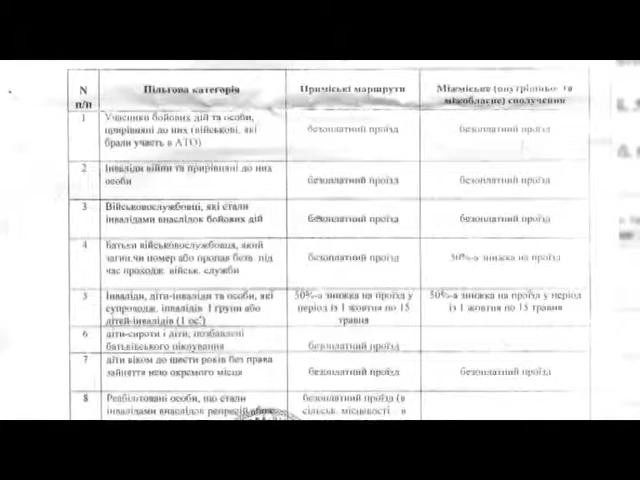 N
п/п
Пільгова категорія
Приміські маршрути
Міжміське (внутрішньо та
міжобласне) сполучення
1
Учасники бойових дій та особи,
прирівняні до них (військові, які
брали участь в АТО)
безоплатний проїзд
безоплатний проїзд
2
Інваліди війни та прирівняні до них
особи
безоплатний проїзд
безоплатний проїзд
3
Військовослужбовці, які стали
інвалідами внаслідок бойових дій
безоплатний проїзд
безоплатний проїзд
4
Батьки військовослужбовця, який
загин.чи помер або пропав безв. під
час проходж. військ. служби
безоплатний проїзд
50%-а знижка на проїзд
5
Інваліди, діти-інваліди та особи, які
супроводж. інвалідів 1 групи або
дітей-інвалідів (1 ос.)
50%-а знижка на проїзд у
період із 1 жовтня по 15
травня
50%-а знижка на проїзд у період
із 1 жовтня по 15 травня
6
діти-сироти і діти, позбавлені
батьківського піклування
безоплатний проїзд
7
діти віком до шести років без права
зайняття нею окремого місця
безоплатний проїзд
безоплатний проїзд
8
Реабілітовані особи, що стали
інвалідами внаслідок репресій або
безоплатний проїзд (в
сільськ. місцевості – в